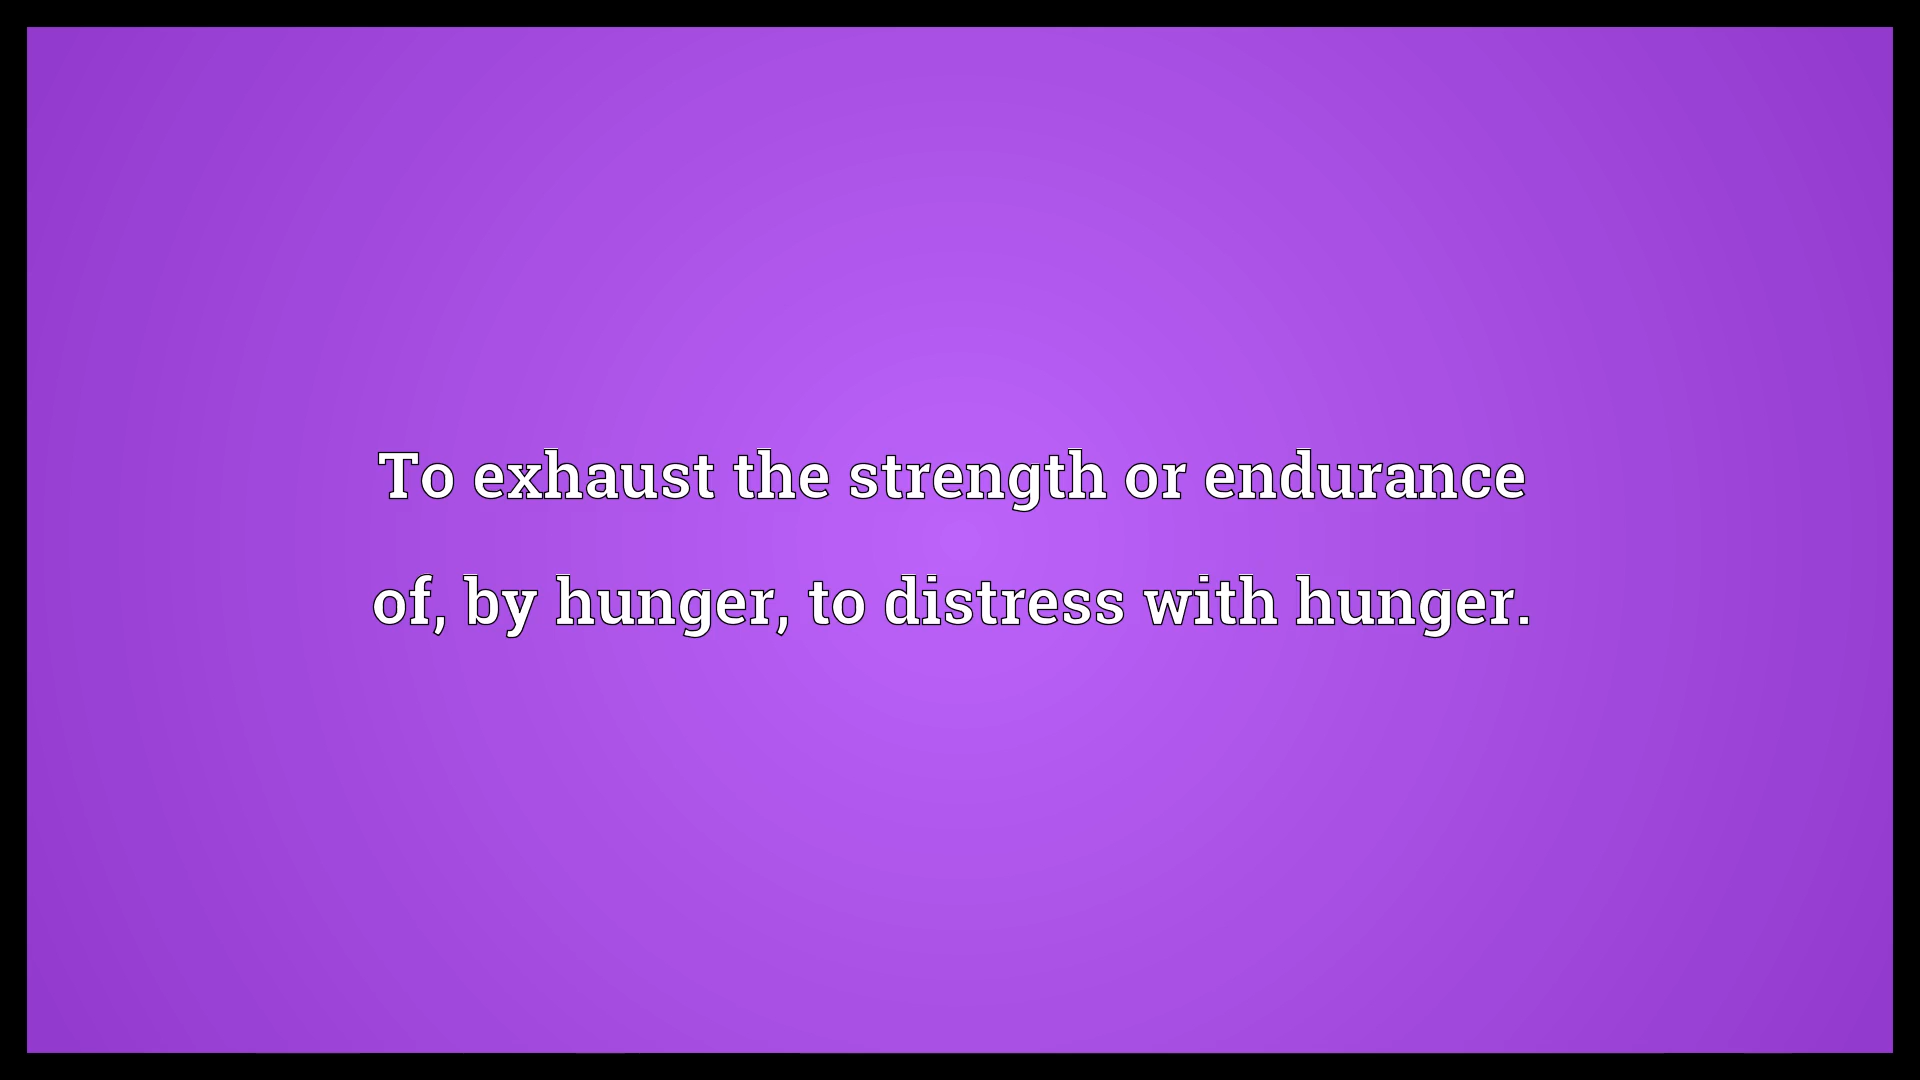 To exhaust the strength or endurance
of, by hunger, to distress with hunger.